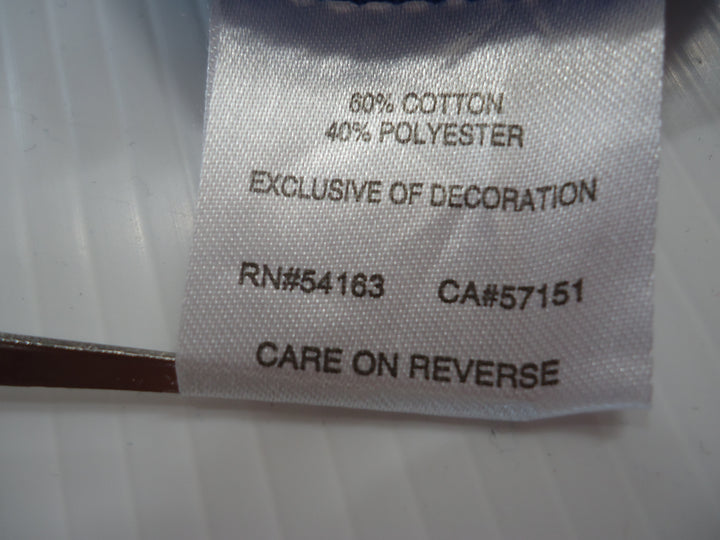 60% COTTON
40% POLYESTER
EXCLUSIVE OF DECORATION
RN#54163 CA#57151
CARE ON REVERSE